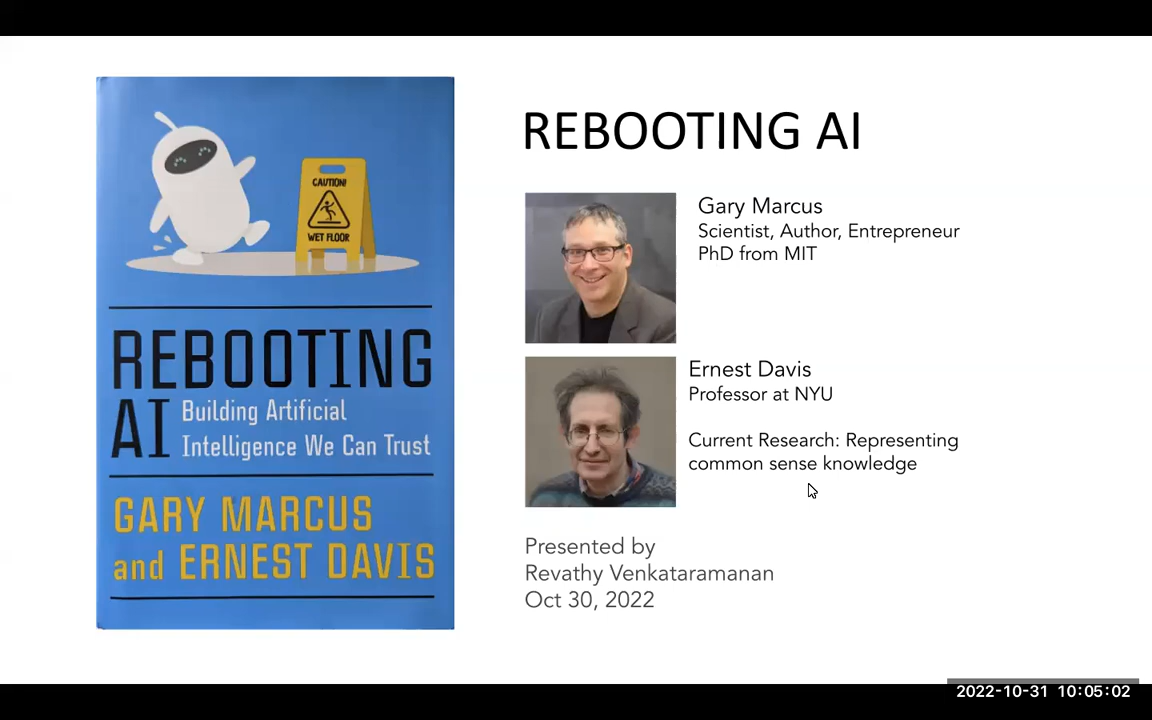 CAUTION!
WET FLOOR
REBOOTING
AI Building Artificial
Intelligence We Can Trust
GARY MARCUS
and ERNEST DAVIS
REBOOTING AI
Gary Marcus
Scientist, Author, Entrepreneur
PhD from MIT
Ernest Davis
Professor at NYU
Current Research: Representing
common sense knowledge
Presented by
Revathy Venkataramanan
Oct 30, 2022
2022-10-31 10:05:02